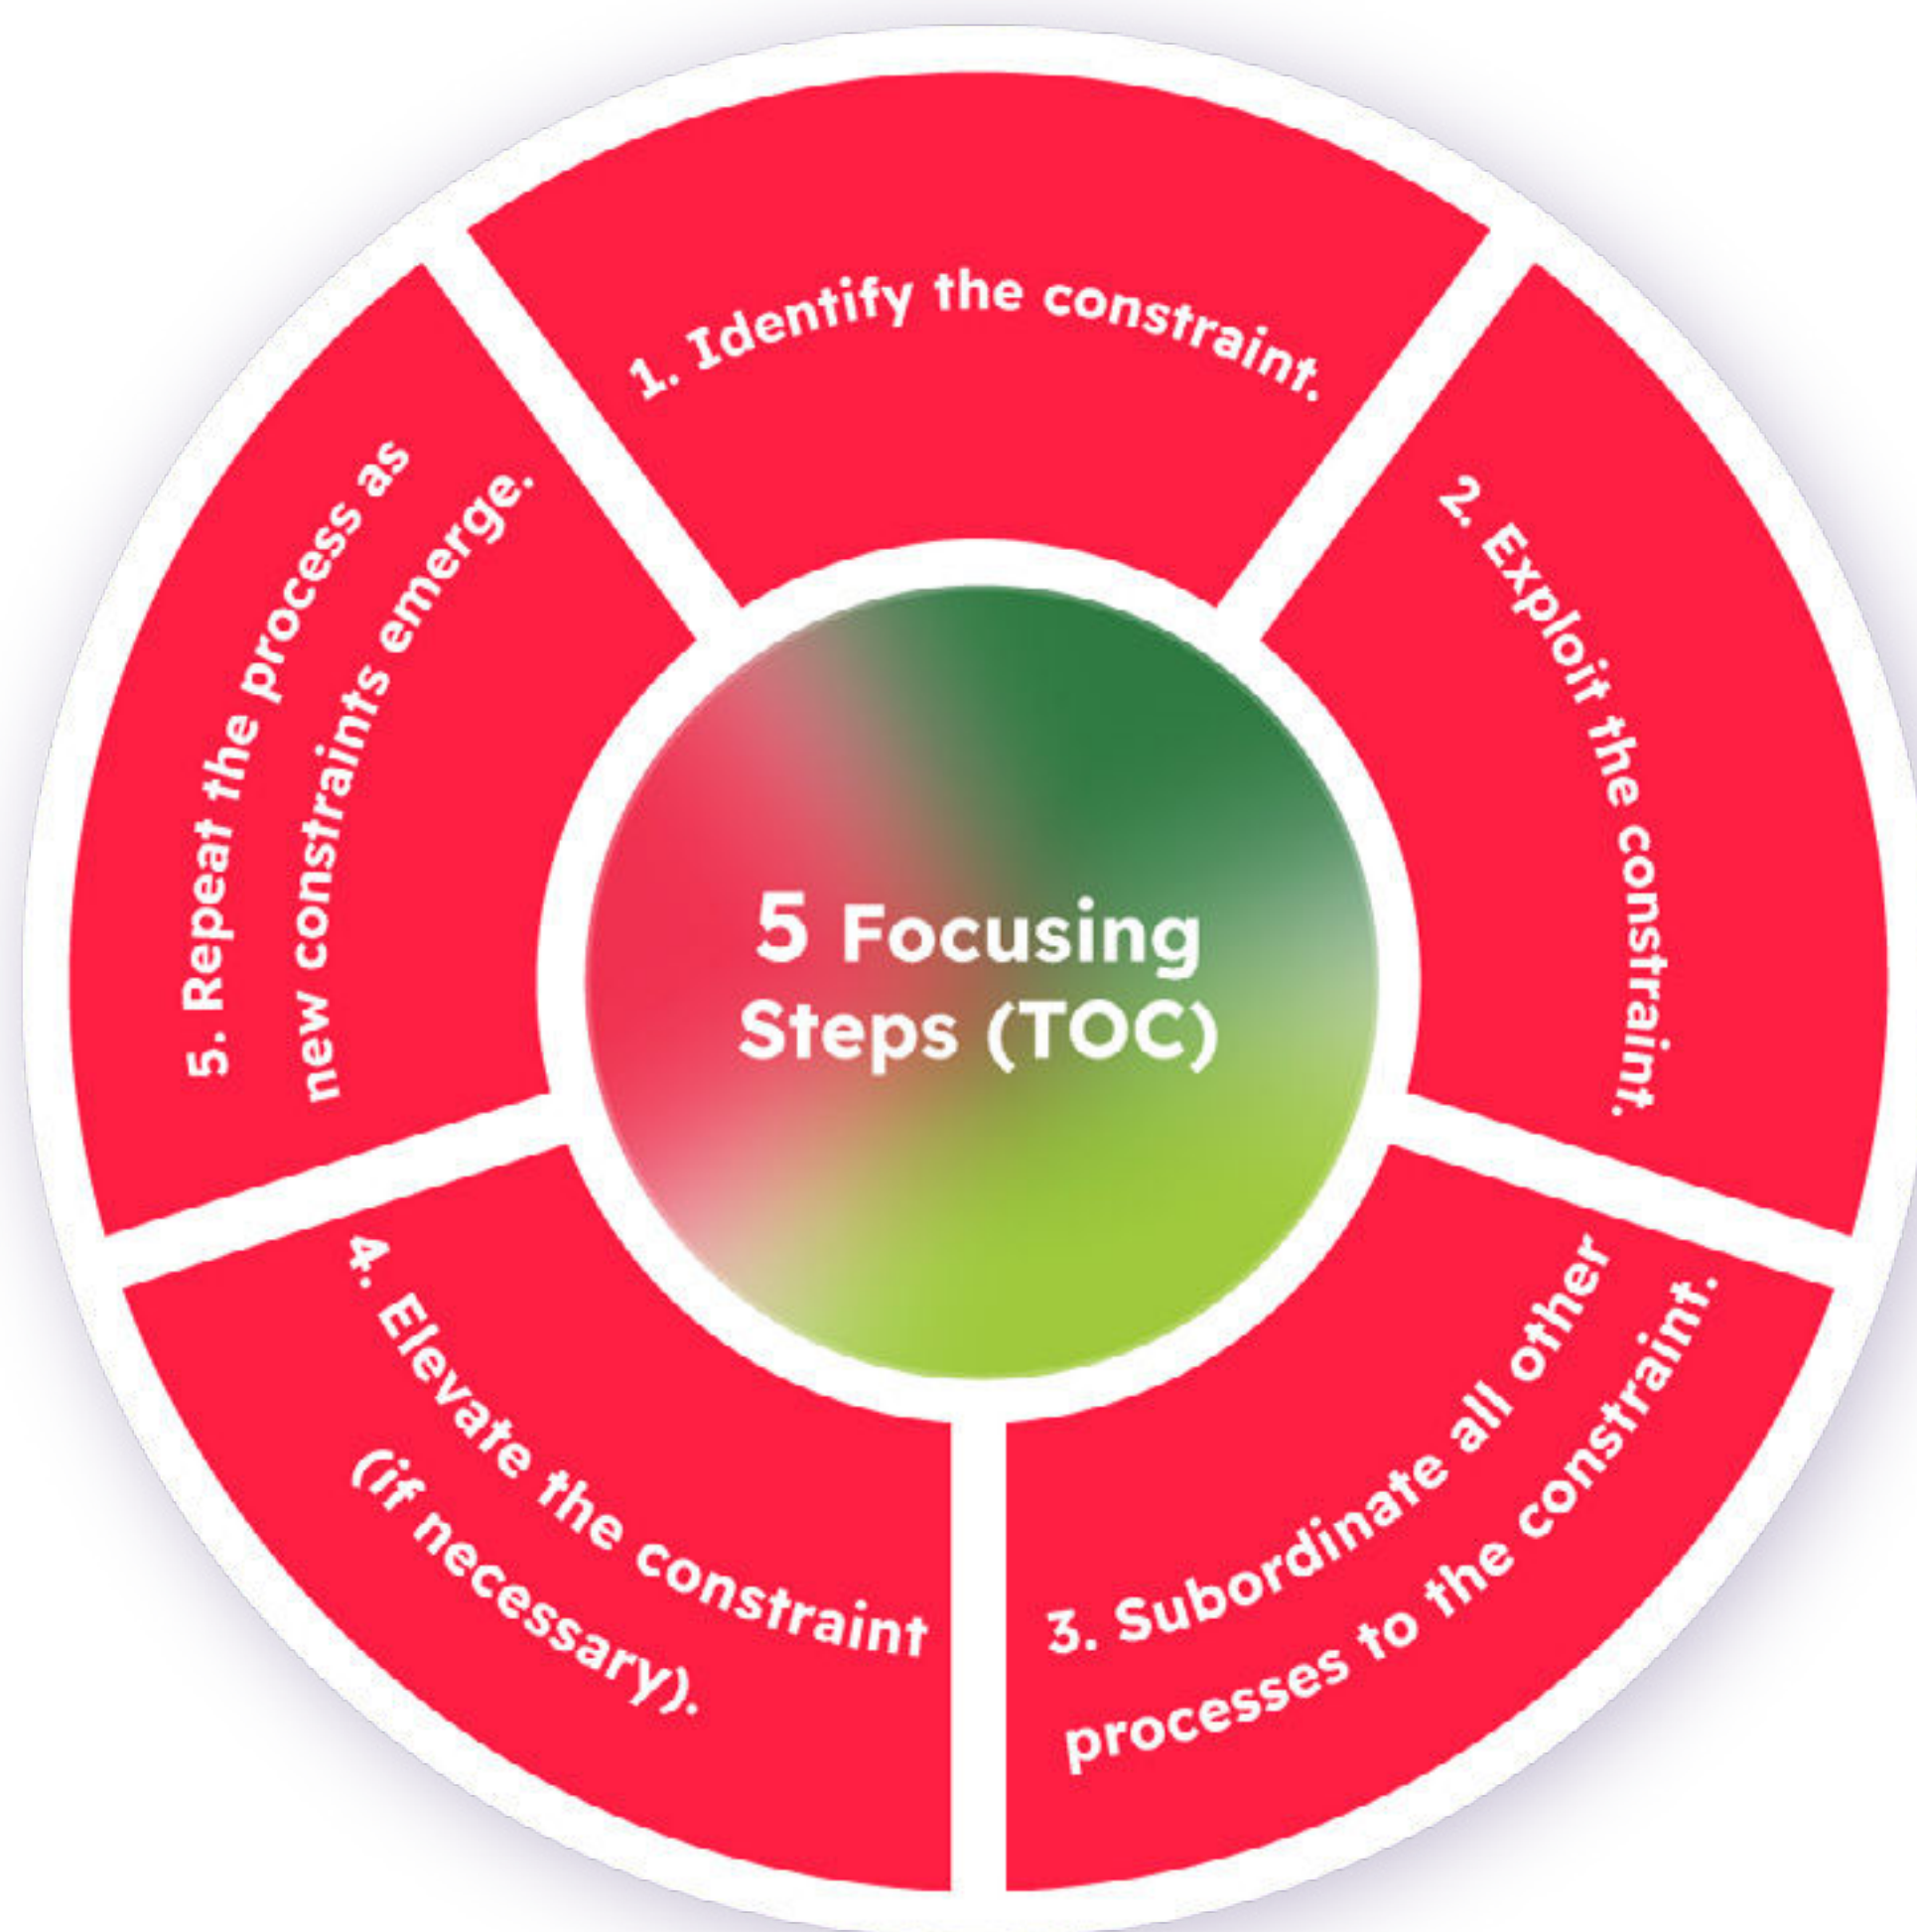 5 Focusing
Steps (TOC)
1. Identify the constraint.
2. Exploit the constraint.
3. Subordinate all other
processes to the constraint.
4. Elevate the constraint
(if necessary).
5. Repeat the process as
new constraints emerge.